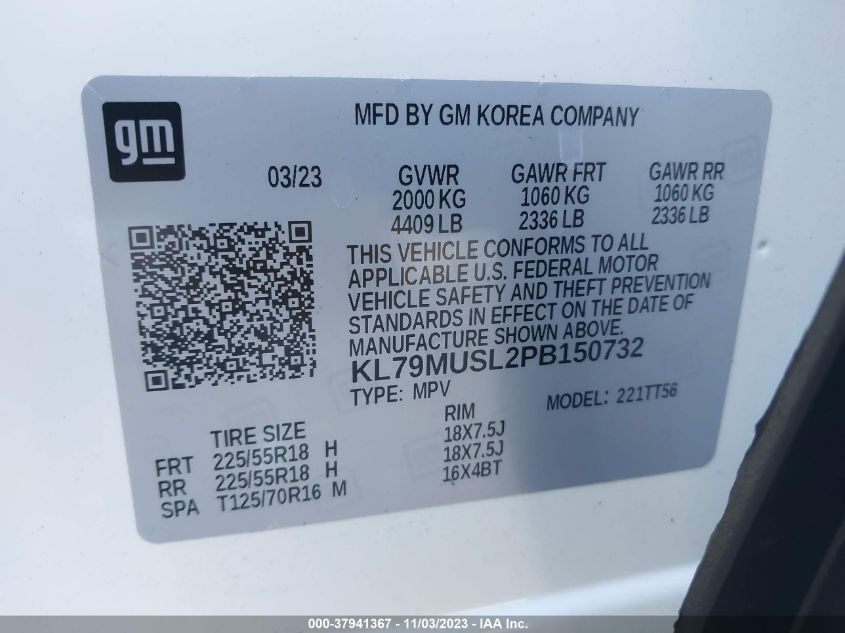 gm
MFD BY GM KOREA COMPANY
03/23 GVWR GAWR FRT GAWR RR
2000 KG 1060 KG 1060 KG
4409 LB 2336 LB 2336 LB
THIS VEHICLE CONFORMS TO ALL
APPLICABLE U.S. FEDERAL MOTOR
VEHICLE SAFETY AND THEFT PREVENTION
STANDARDS IN EFFECT ON THE DATE OF
MANUFACTURE SHOWN ABOVE.
KL79MUSL2PB150732
TYPE: MPV MODEL: 221TT56
TIRE SIZE RIM
FRT 225/55R18 H 18X7.5J
RR 225/55R18 H 18X7.5J
SPA T125/70R16 M 16X4BT
000-37941367 - 11/03/2023 - IAA Inc.